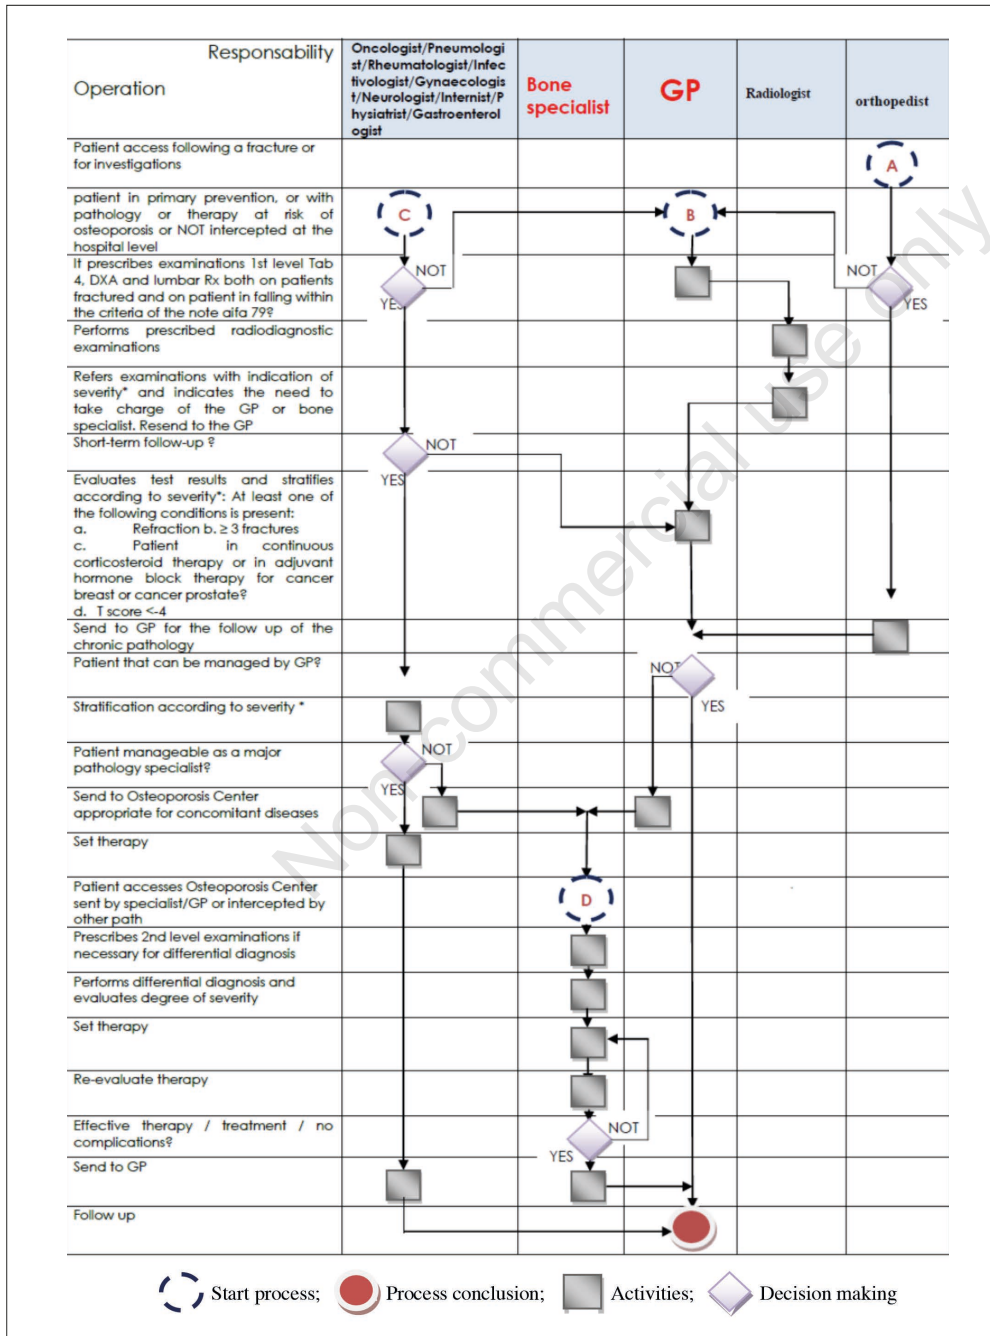 Responsability
Operation
Oncologist/Pneumologi
st/Rheumatologist/Infec
tivologist/Gynaecologis
t/Neurologist/Internist/P
hysiatrist/Gastroenterol
ogist
Bone
specialist
GP
Radiologist
orthopedist
Patient access following a fracture or
for investigations
A
patient in primary prevention, or with
pathology or therapy at risk of
osteoporosis or NOT intercepted at the
hospital level
C
B
It prescribes examinations 1st level Tab
4, DXA and lumbar Rx both on patients
fractured and on patient in falling within
the criteria of the note aifa 79?
NOT
YES
NOT
YES
Performs prescribed radiodiagnostic
examinations
Refers examinations with indication of
severity* and indicates the need to
take charge of the GP or bone
specialist. Resend to the GP
Short-term follow-up ?
NOT
YES
Evaluates test results and stratifies
according to severity*: At least one of
the following conditions is present:
a. Refraction b. ≥ 3 fractures
c. Patient in continuous
corticosteroid therapy or in adjuvant
hormone block therapy for cancer
breast or cancer prostate?
d. T score <-4
Send to GP for the follow up of the
chronic pathology
Patient that can be managed by GP?
NOT
YES
Stratification according to severity *
Patient manageable as a major
pathology specialist?
NOT
YES
Send to Osteoporosis Center
appropriate for concomitant diseases
Set therapy
Patient accesses Osteoporosis Center
sent by specialist/GP or intercepted by
other path
D
Prescribes 2nd level examinations if
necessary for differential diagnosis
Performs differential diagnosis and
evaluates degree of severity
Set therapy
Re-evaluate therapy
Effective therapy / treatment / no
complications?
NOT
YES
Send to GP
Follow up
Start process; Process conclusion; Activities; Decision making
Non-commercial use only